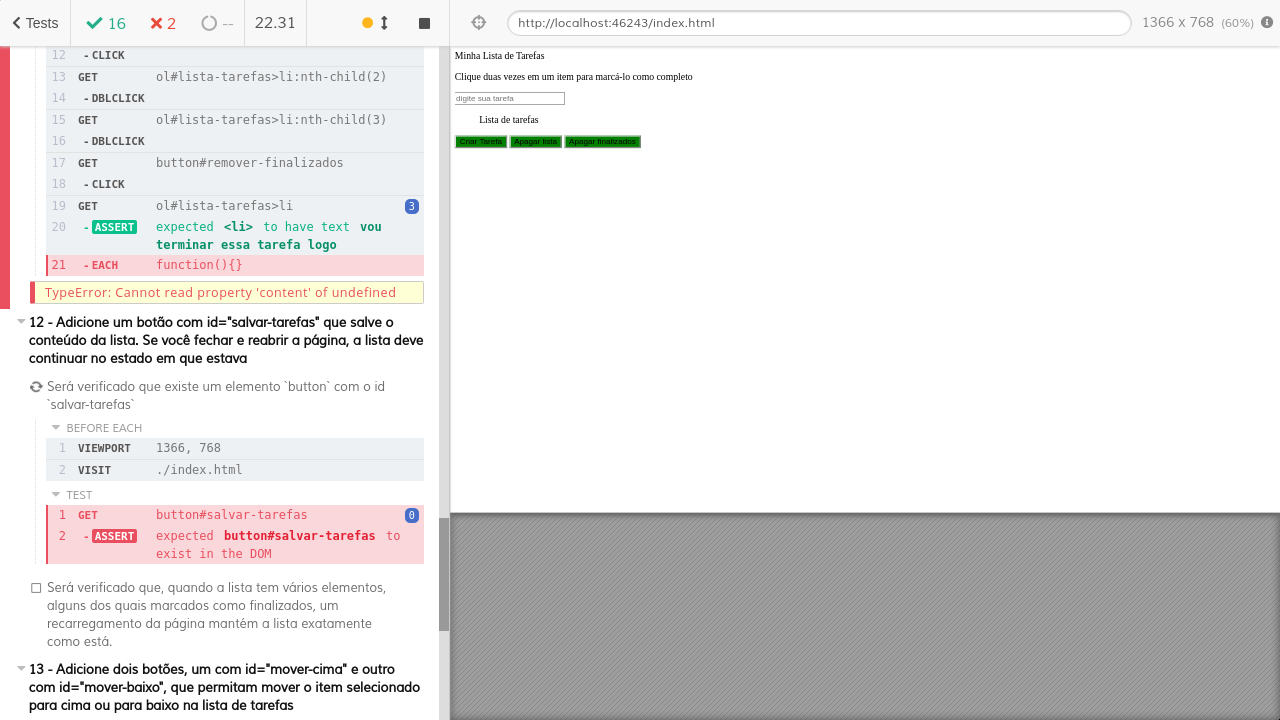 Tests 16 2 -- 22.31
http://localhost:46243/index.html 1366 x 768 (60%)
12 - CLICK
13 GET ol#lista-tarefas>li:nth-child(2)
14 - DBLCLICK
15 GET ol#lista-tarefas>li:nth-child(3)
16 - DBLCLICK
17 GET button#remover-finalizados
18 - CLICK
19 GET ol#lista-tarefas>li 3
20 - ASSERT expected <li> to have text vou
terminar essa tarefa logo
21 - EACH function(){}
TypeError: Cannot read property 'content' of undefined
12 - Adicione um botão com id="salvar-tarefas" que salve o
conteúdo da lista. Se você fechar e reabrir a página, a lista deve
continuar no estado em que estava
Será verificado que existe um elemento `button` com o id
`salvar-tarefas`
BEFORE EACH
1 VIEWPORT 1366, 768
2 VISIT ./index.html
TEST
1 GET button#salvar-tarefas 0
2 - ASSERT expected button#salvar-tarefas to
exist in the DOM
Será verificado que, quando a lista tem vários elementos,
alguns dos quais marcados como finalizados, um
recarregamento da página mantém a lista exatamente
como está.
13 - Adicione dois botões, um com id="mover-cima" e outro
com id="mover-baixo", que permitam mover o item selecionado
para cima ou para baixo na lista de tarefas
Minha Lista de Tarefas
Clique duas vezes em um item para marcá-lo como completo
digite sua tarefa
Lista de tarefas
Criar Tarefa Apagar lista Apagar finalizados